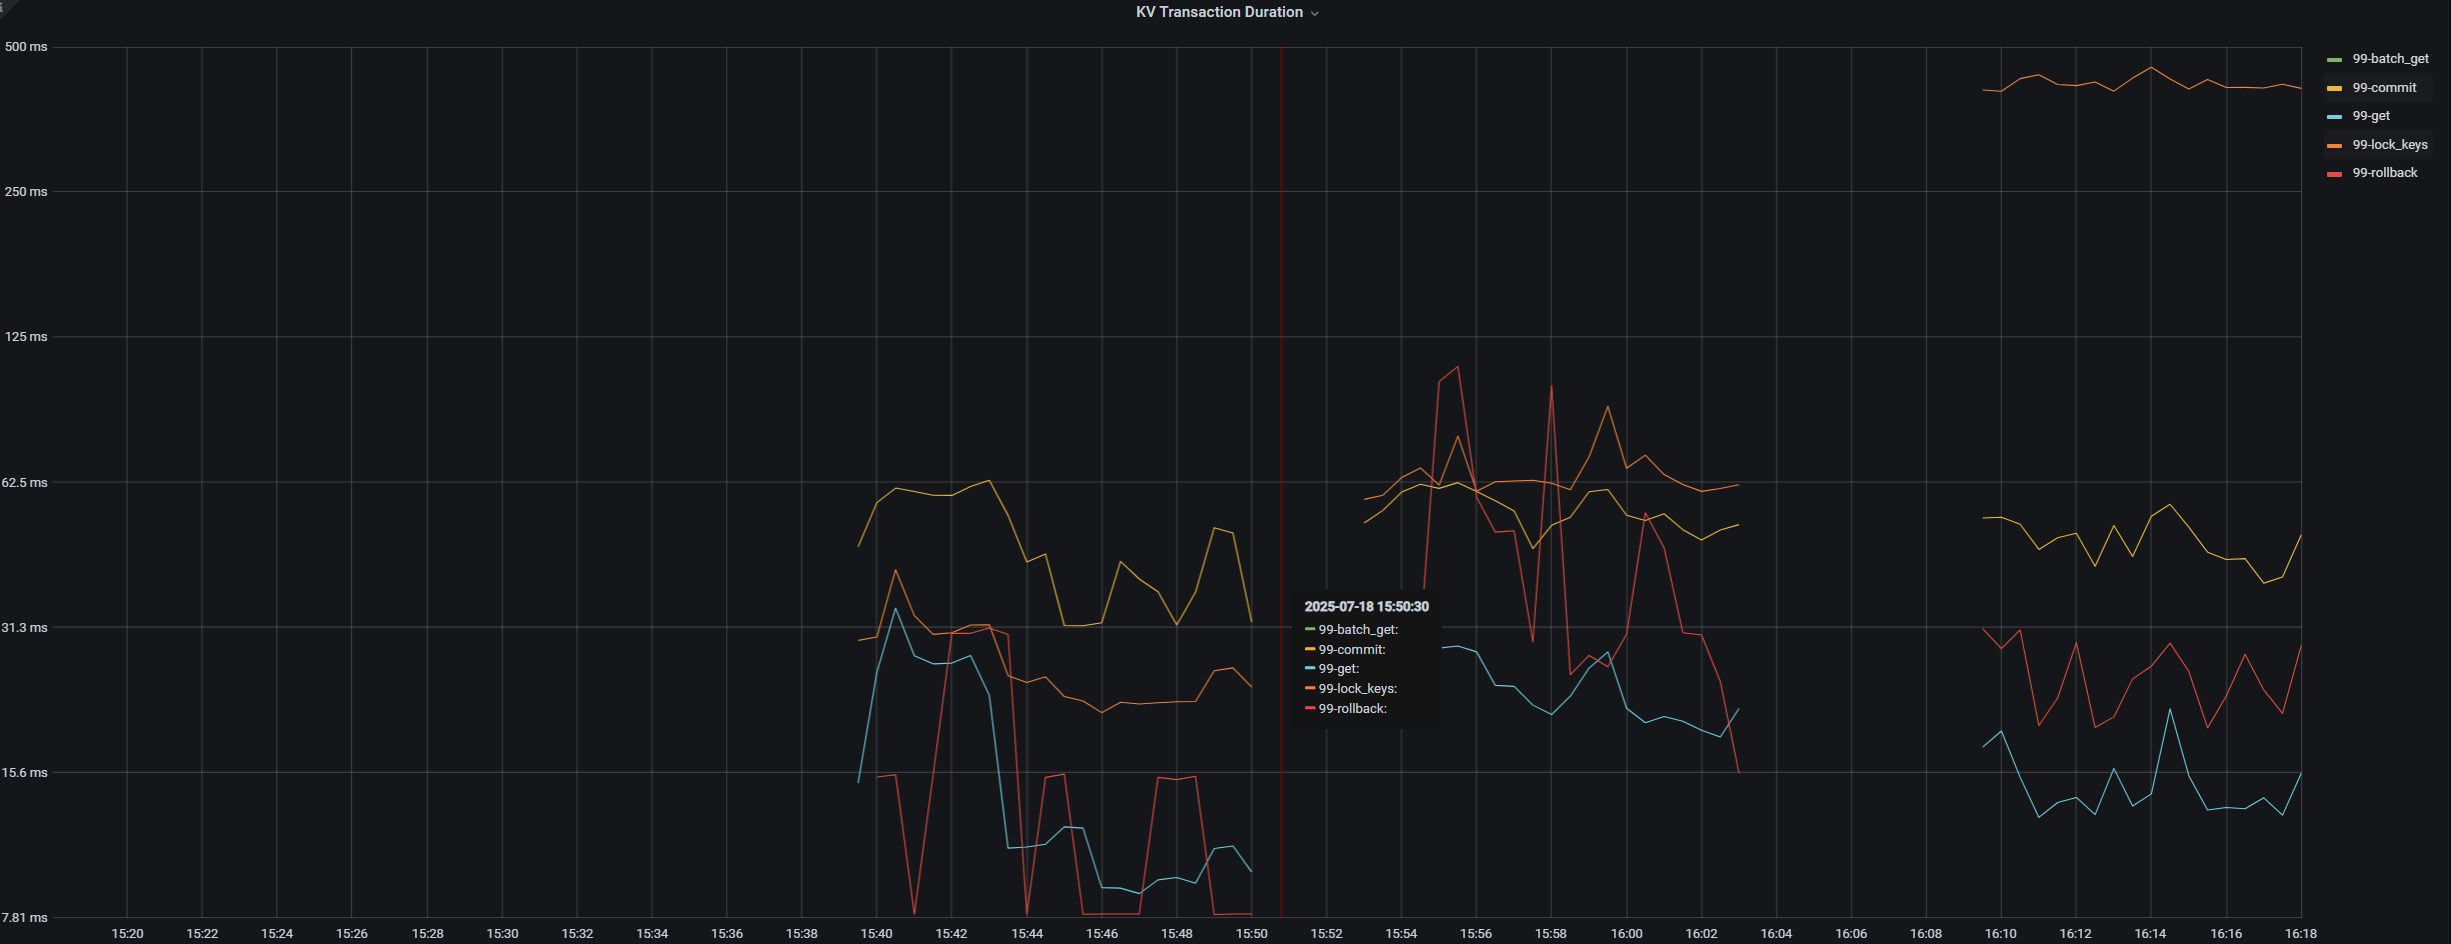 KV Transaction Duration
500 ms
250 ms
125 ms
62.5 ms
31.3 ms
15.6 ms
7.81 ms
15:20 15:22 15:24 15:26 15:28 15:30 15:32 15:34 15:36 15:38 15:40 15:42 15:44 15:46 15:48 15:50 15:52 15:54 15:56 15:58 16:00 16:02 16:04 16:06 16:08 16:10 16:12 16:14 16:16 16:18
99-batch_get
99-commit
99-get
99-lock_keys
99-rollback
2025-07-18 15:50:30
99-batch_get:
99-commit:
99-get:
99-lock_keys:
99-rollback: